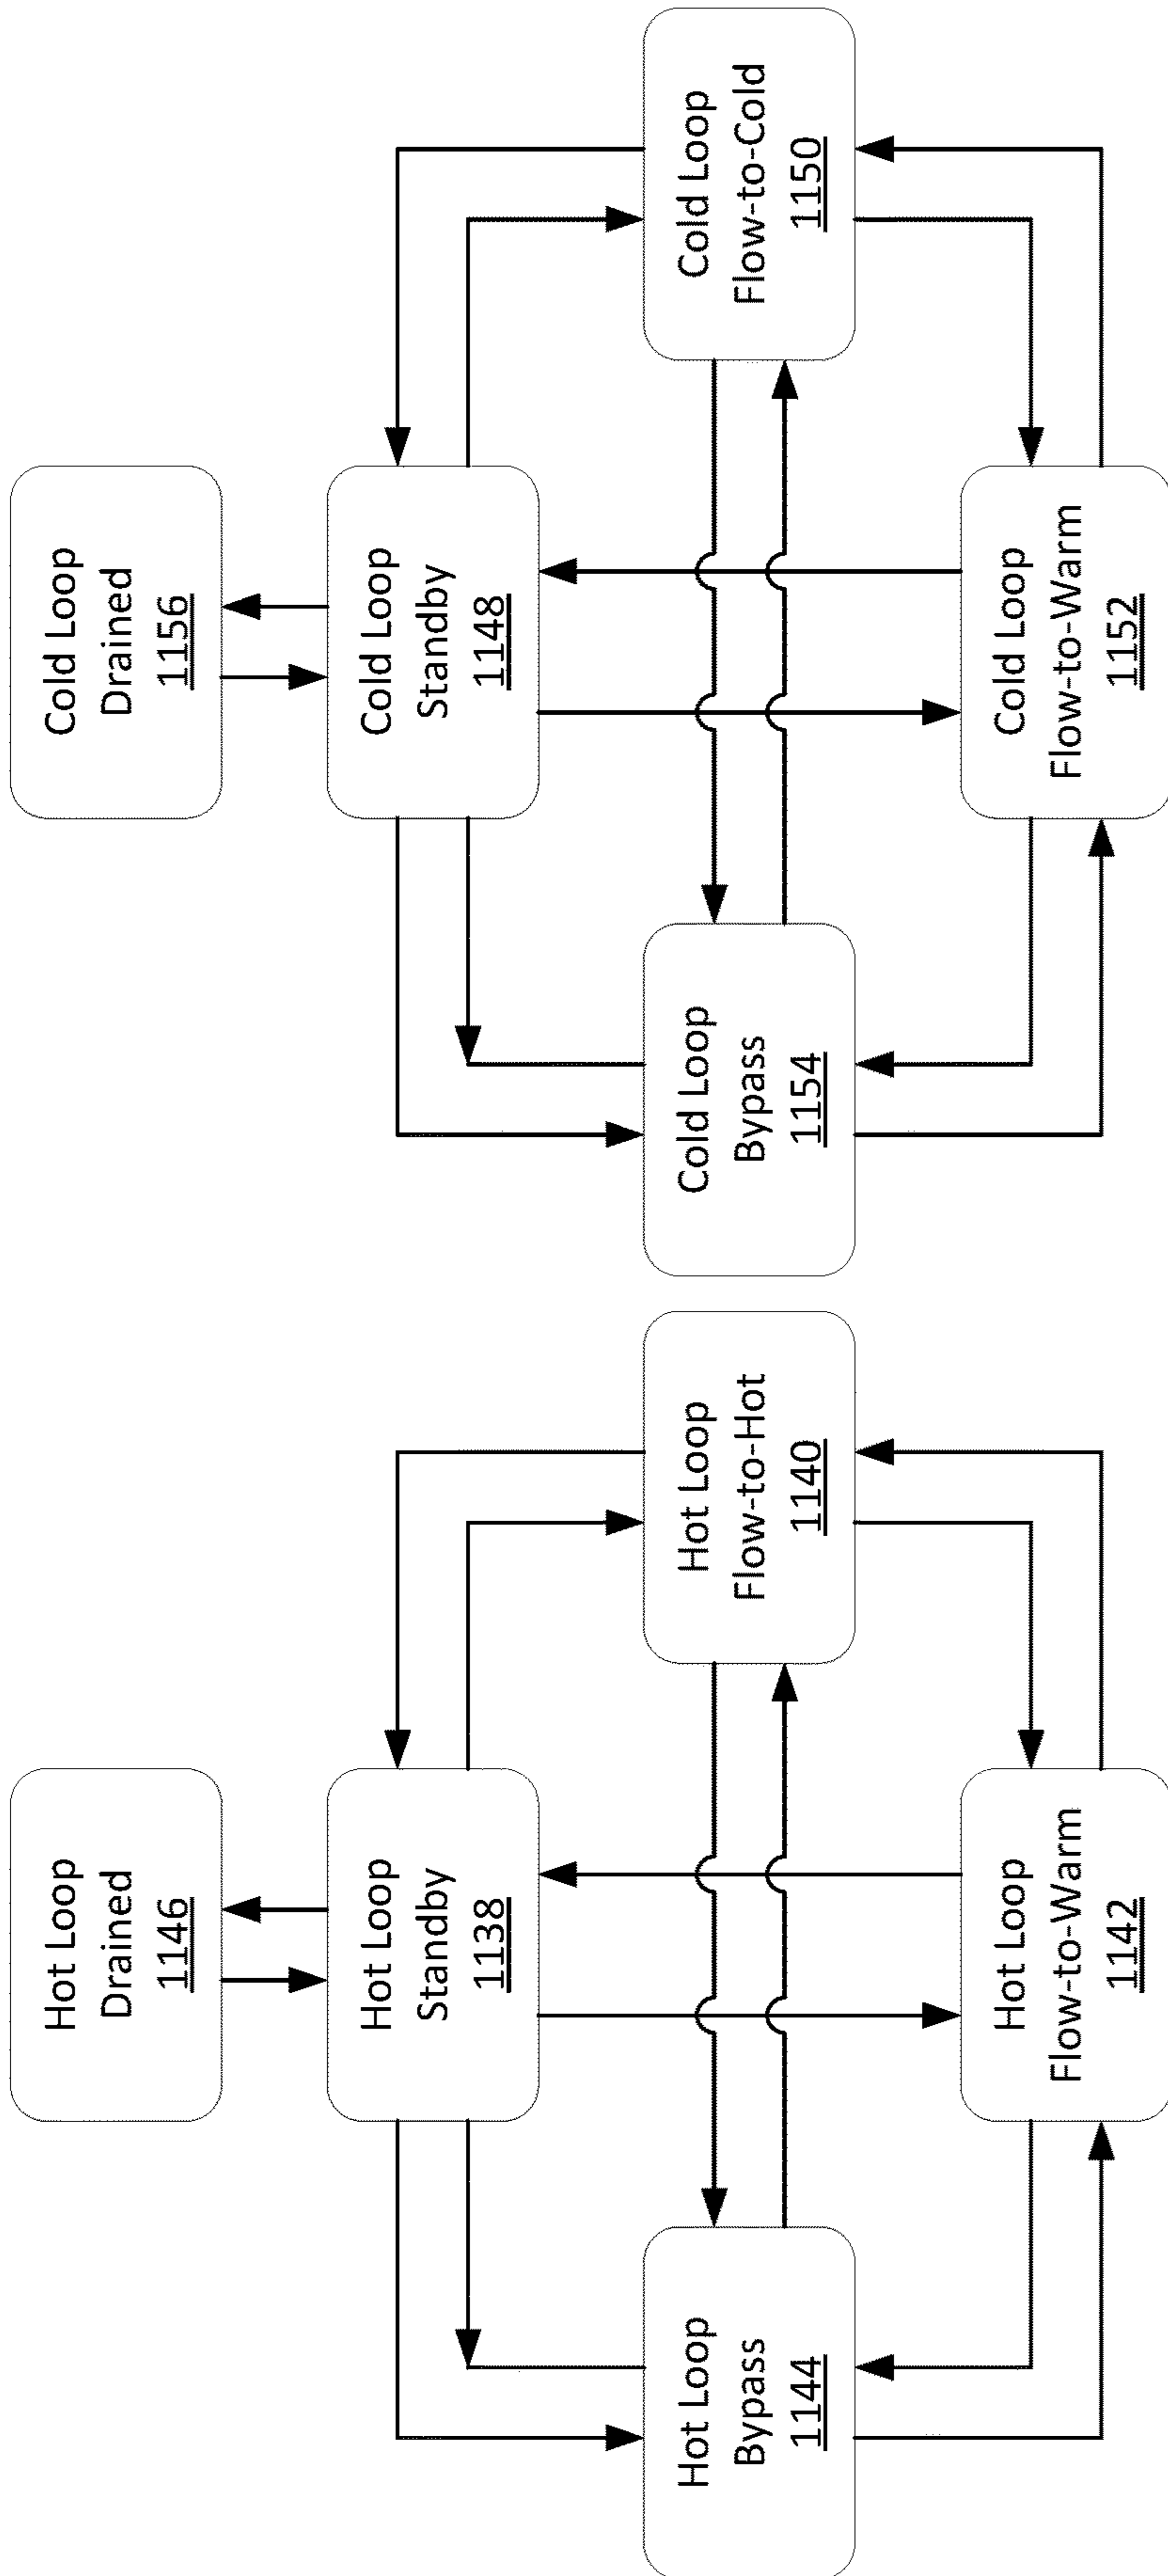 Hot Loop
Drained
1146
Hot Loop
Standby
1138
Hot Loop
Bypass
1144
Hot Loop
Flow-to-Hot
1140
Hot Loop
Flow-to-Warm
1142
Cold Loop
Drained
1156
Cold Loop
Standby
1148
Cold Loop
Bypass
1154
Cold Loop
Flow-to-Cold
1150
Cold Loop
Flow-to-Warm
1152